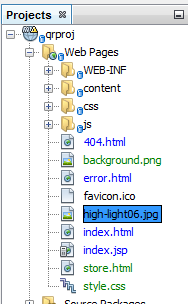 Projects
qrproj
Web Pages
WEB-INF
content
css
js
404.html
background.png
error.html
favicon.ico
high-light06.jpg
index.html
index.jsp
store.html
style.css
Source Packages